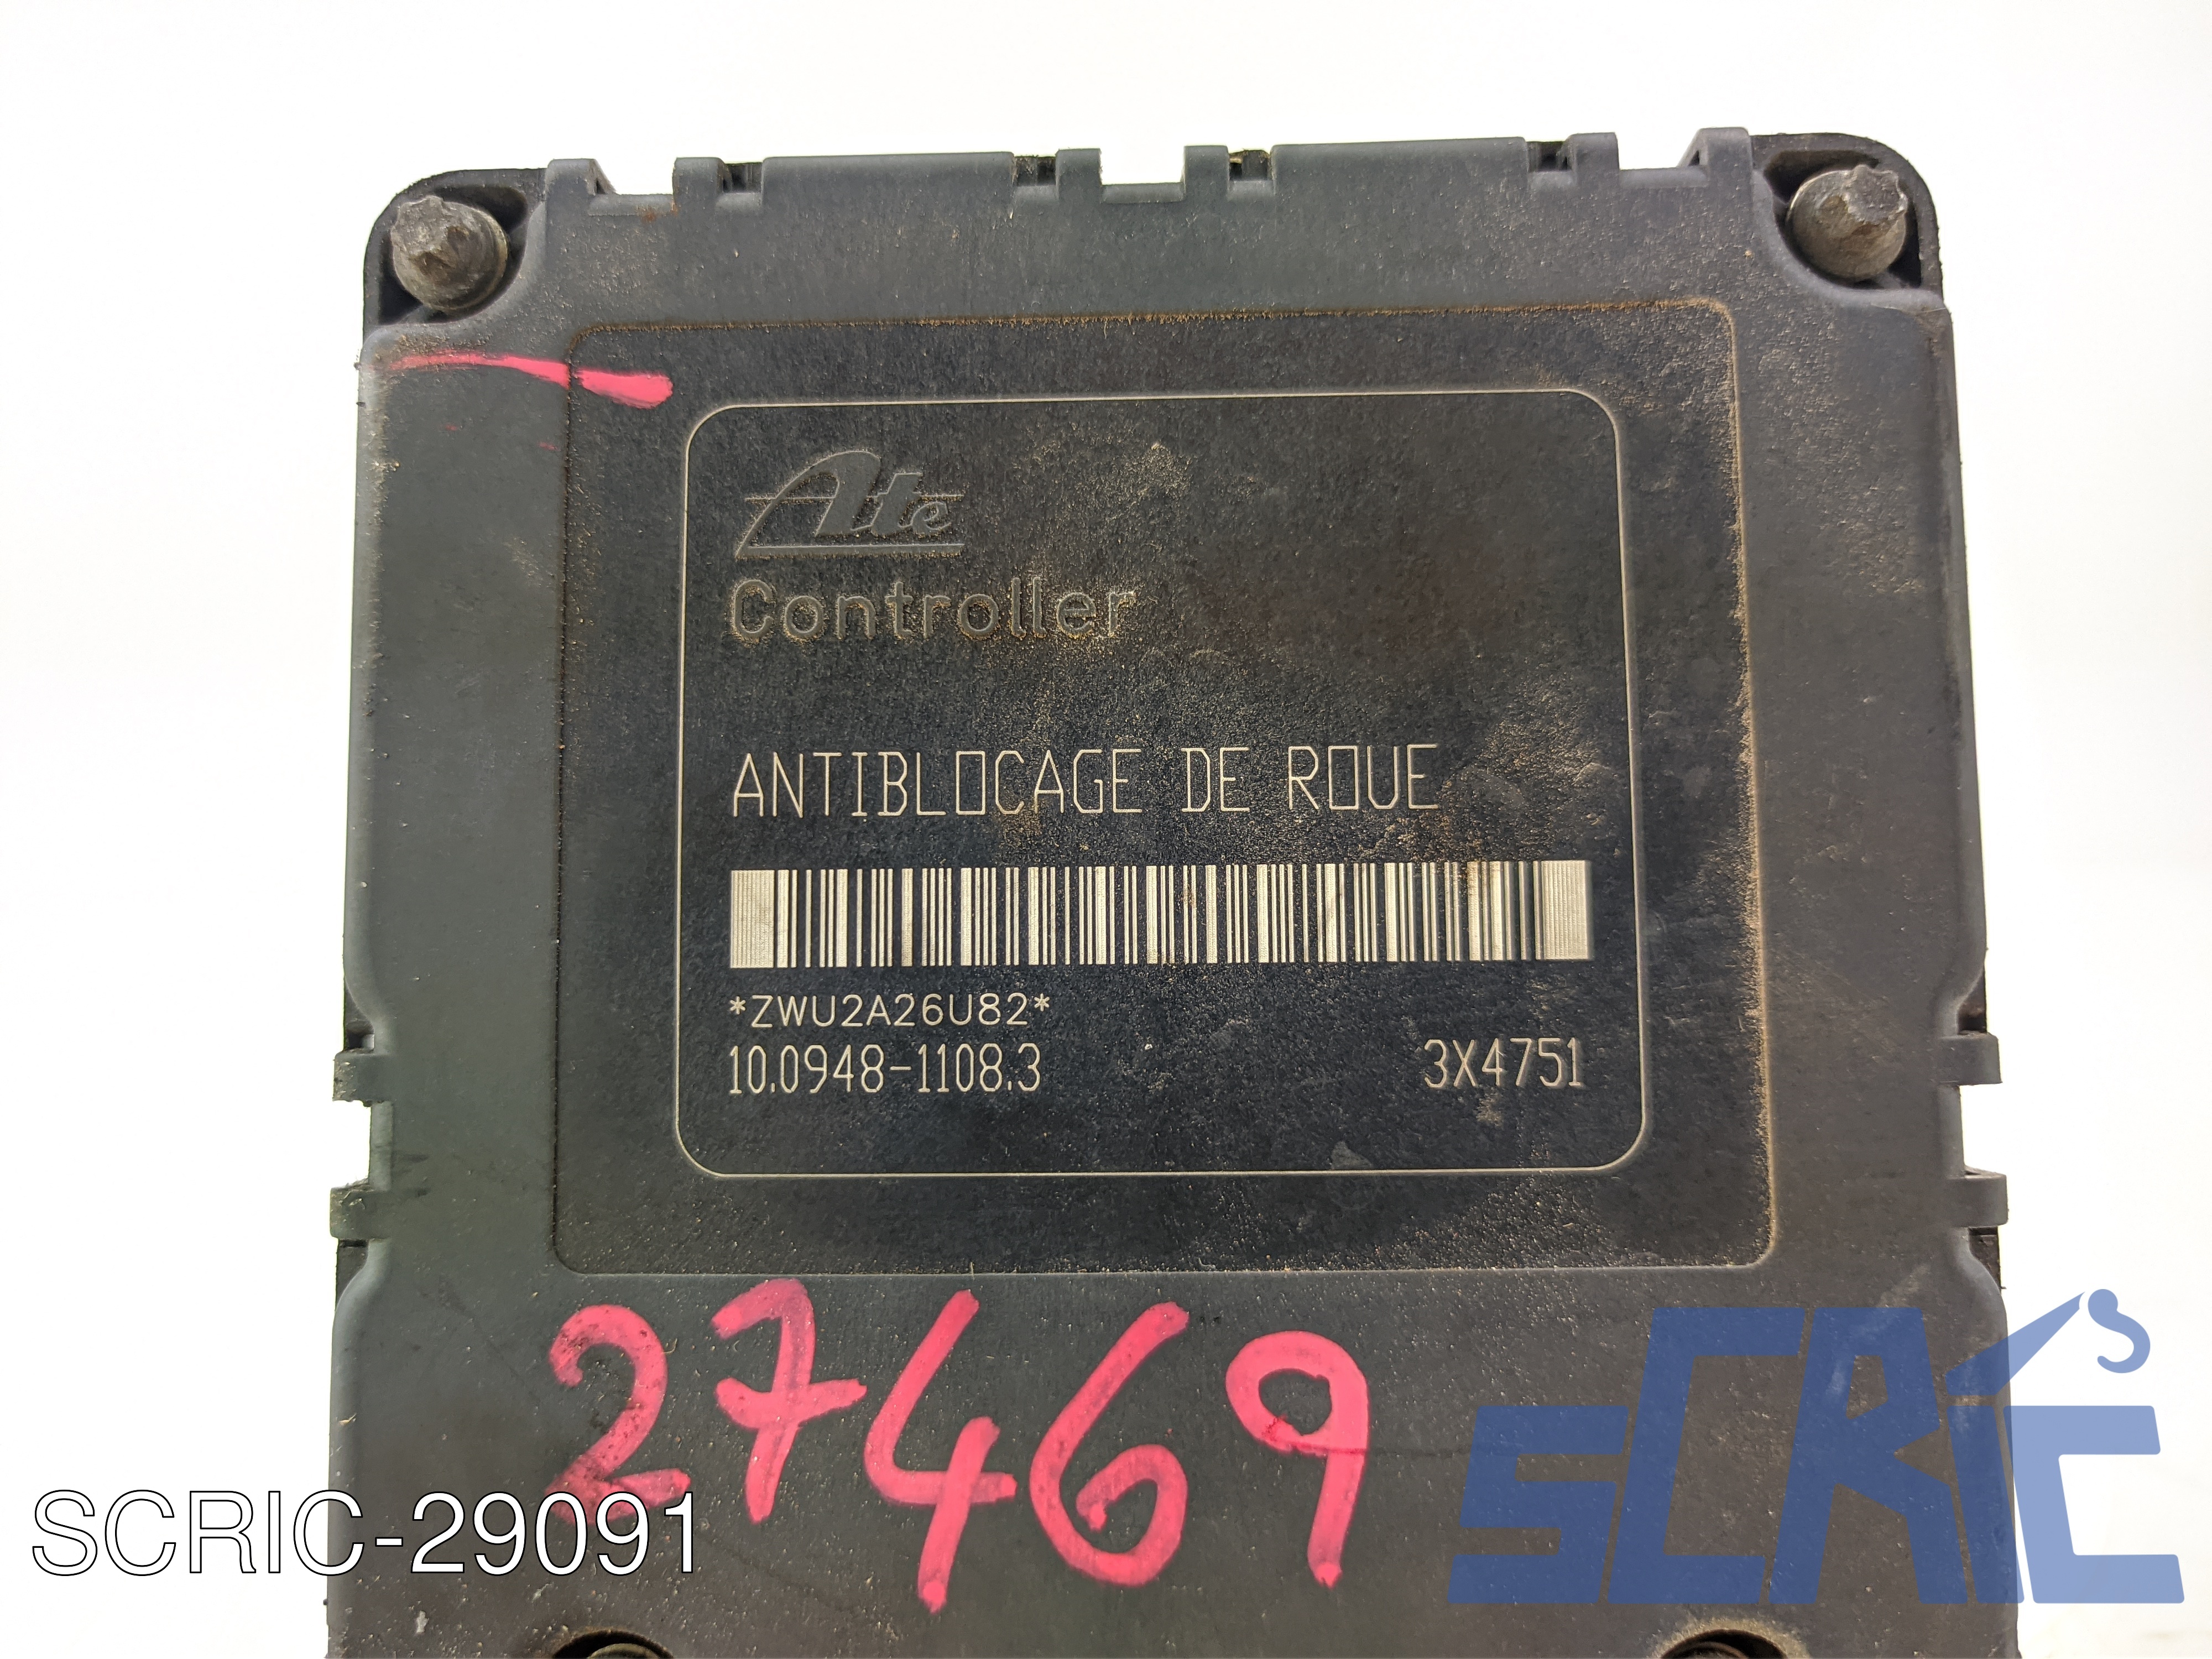 Ate
Controller
ANTIBLOCAGE DE ROUE
*ZWU2A26U82*
10.0948-1108.3 3X4751
27469
SCRIC-29091
SCRiC